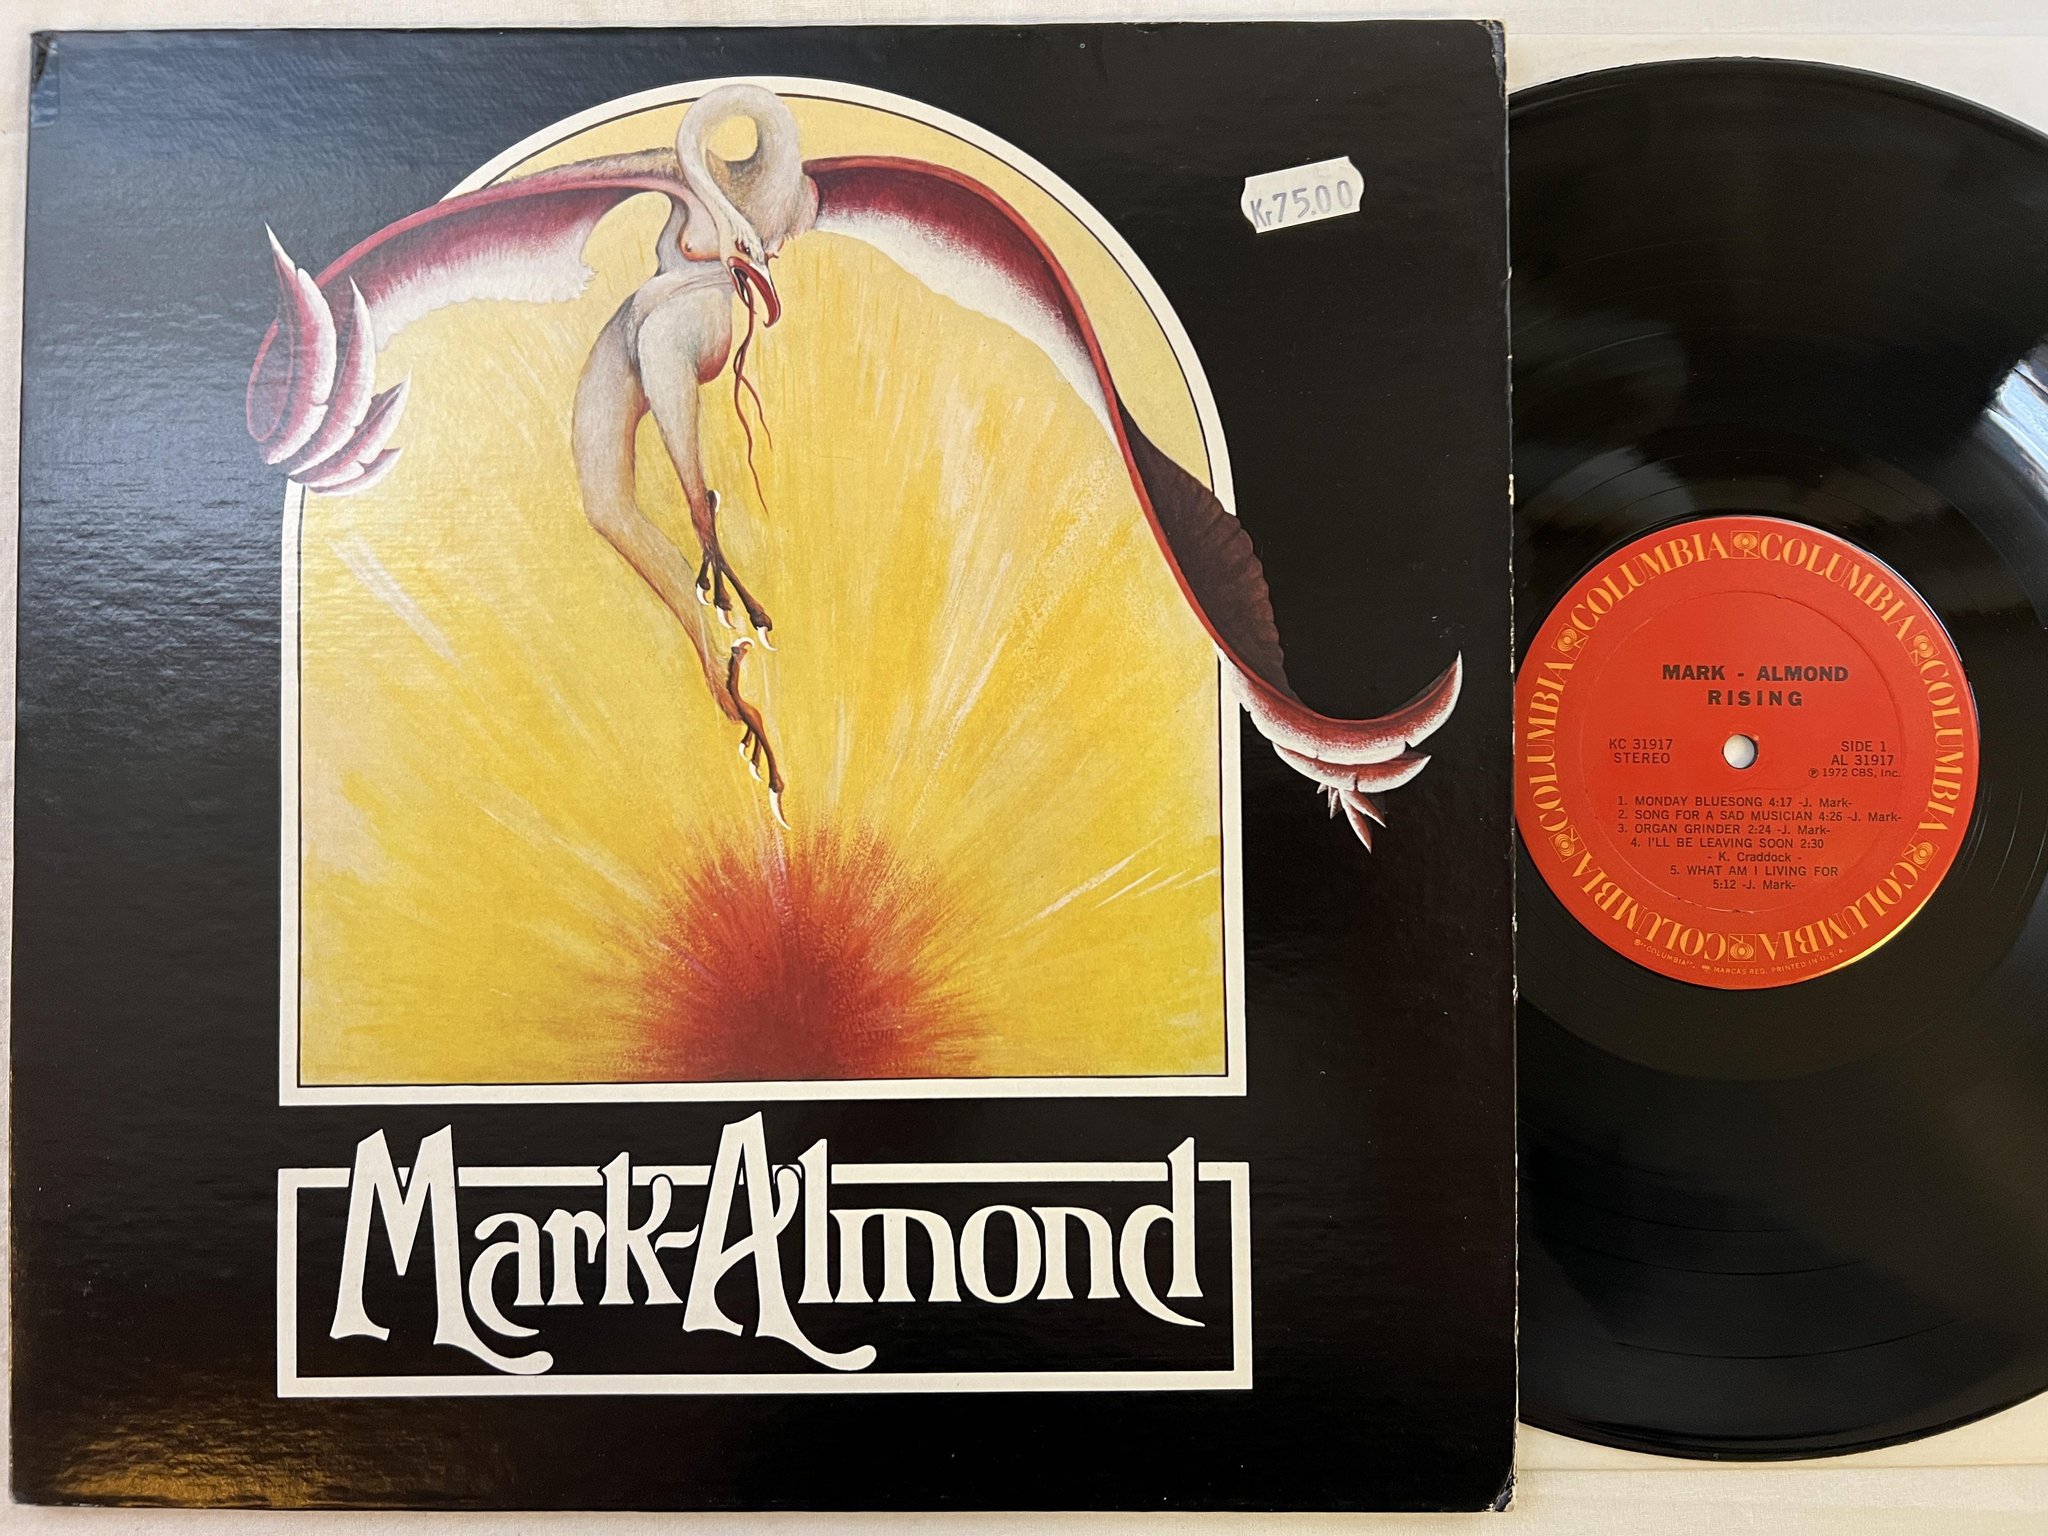 Kr75.00
Mark-Almond
COLUMBIA COLUMBIA COLUMBIA COLUMBIA COLUMBIA COLUMBIA
MARK - ALMOND
RISING
KC 31917
STEREO
SIDE 1
AL 31917
℗ 1972 CBS, Inc.
1. MONDAY BLUESONG 4:17 -J. Mark-
2. SONG FOR A SAD MUSICIAN 4:26 -J. Mark-
3. ORGAN GRINDER 2:24 -J. Mark-
4. I'LL BE LEAVING SOON 2:30
- K. Craddock -
5. WHAT AM I LIVING FOR
5:12 -J. Mark-
"COLUMBIA", MARCAS REG. PRINTED IN U.S.A.